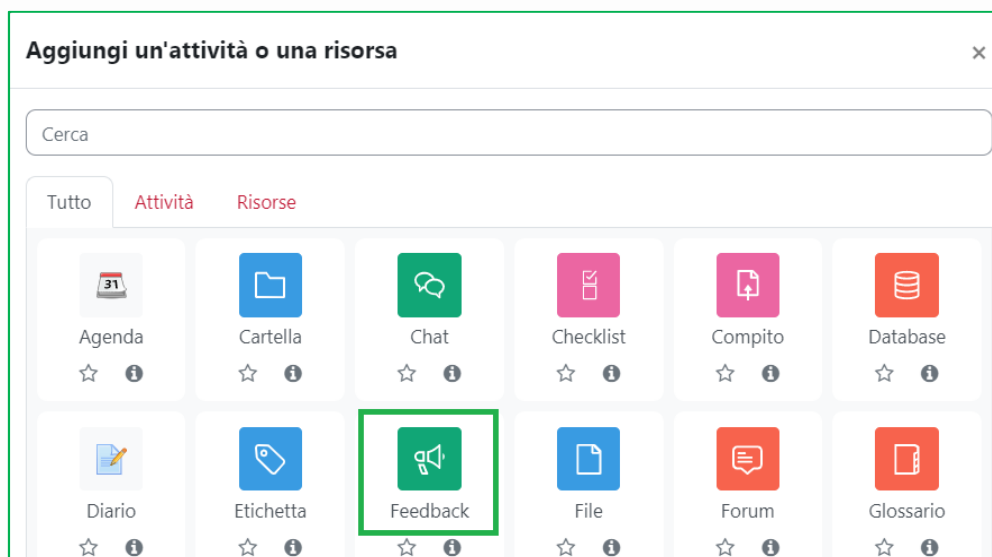 Aggiungi un'attività o una risorsa
Cerca
Tutto Attività Risorse
31
Agenda Cartella Chat Checklist Compito Database
Diario Etichetta Feedback File Forum Glossario